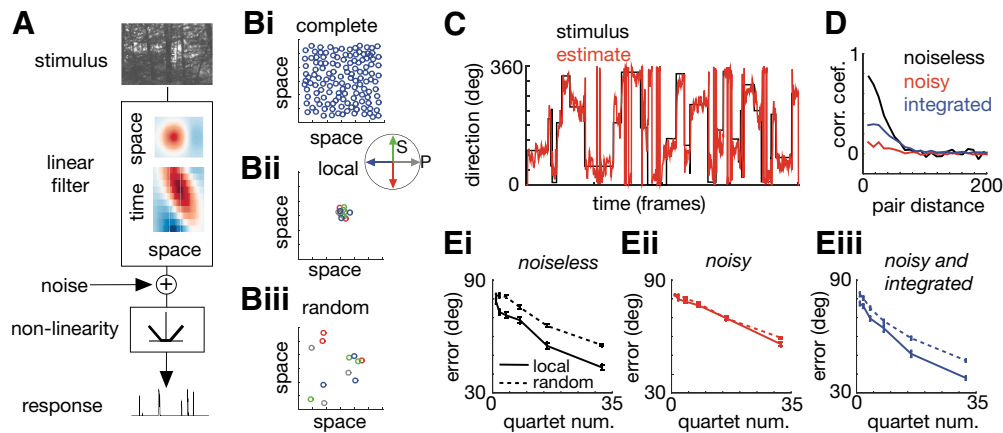 A
stimulus
linear
filter
space
time
space
noise
+
non-linearity
response
Bi
complete
space
space
Bii
local
S
P
space
space
Biii
random
space
space
C
stimulus
estimate
360
direction (deg)
0
time (frames)
D
1
corr. coef.
0
noiseless
noisy
integrated
0
200
pair distance
Ei
noiseless
90
error (deg)
30
local
random
0
35
quartet num.
Eii
noisy
90
error (deg)
30
0
35
quartet num.
Eiii
noisy and
integrated
90
error (deg)
30
0
35
quartet num.